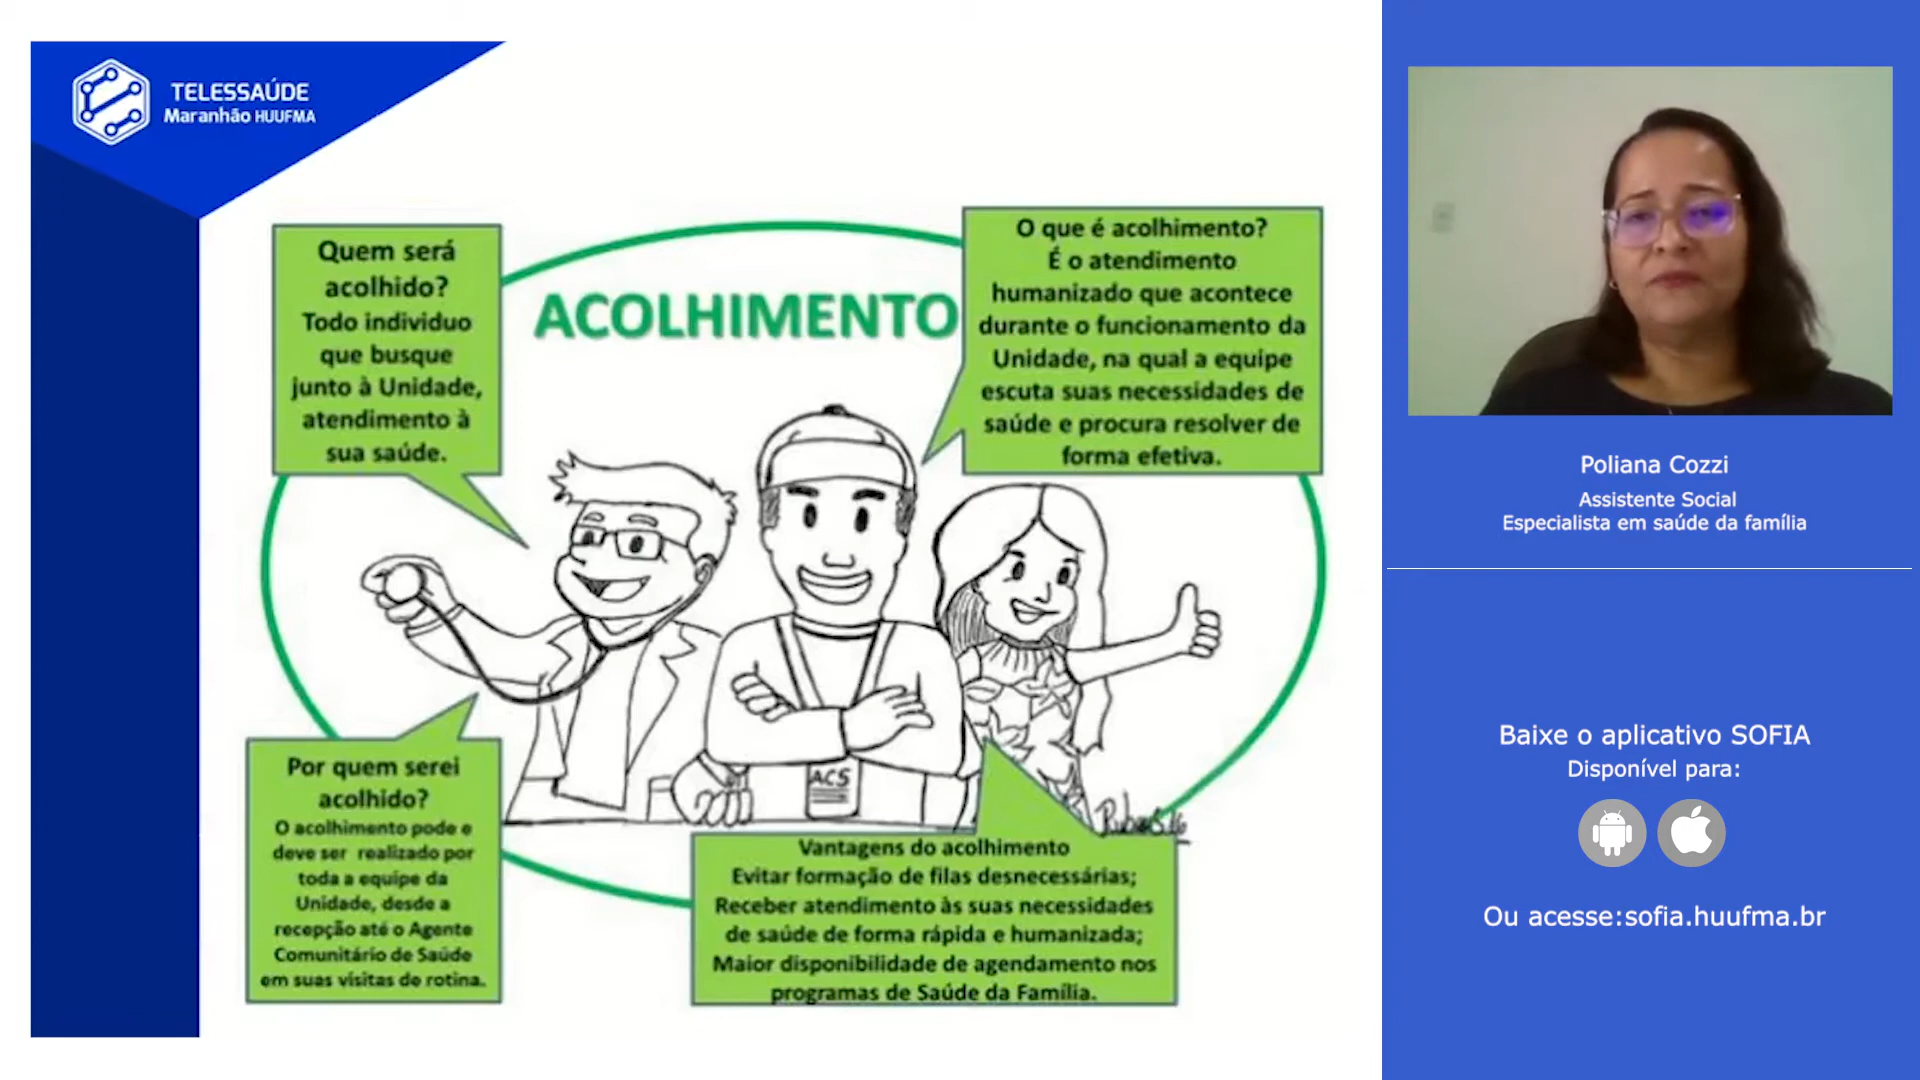 TELESSAÚDE
Maranhão HUUFMA
Quem será
acolhido?
Todo individuo
que busque
junto à Unidade,
atendimento à
sua saúde.
ACOLHIMENTO
O que é acolhimento?
É o atendimento
humanizado que acontece
durante o funcionamento da
Unidade, na qual a equipe
escuta suas necessidades de
saúde e procura resolver de
forma efetiva.
ACS
Por quem serei
acolhido?
O acolhimento pode e
deve ser realizado por
toda a equipe da
Unidade, desde a
recepção até o Agente
Comunitário de Saúde
em suas visitas de rotina.
Vantagens do acolhimento
Evitar formação de filas desnecessárias;
Receber atendimento às suas necessidades
de saúde de forma rápida e humanizada;
Maior disponibilidade de agendamento nos
programas de Saúde da Família.
Poliana Cozzi
Assistente Social
Especialista em saúde da família
Baixe o aplicativo SOFIA
Disponível para:
Ou acesse:sofia.huufma.br